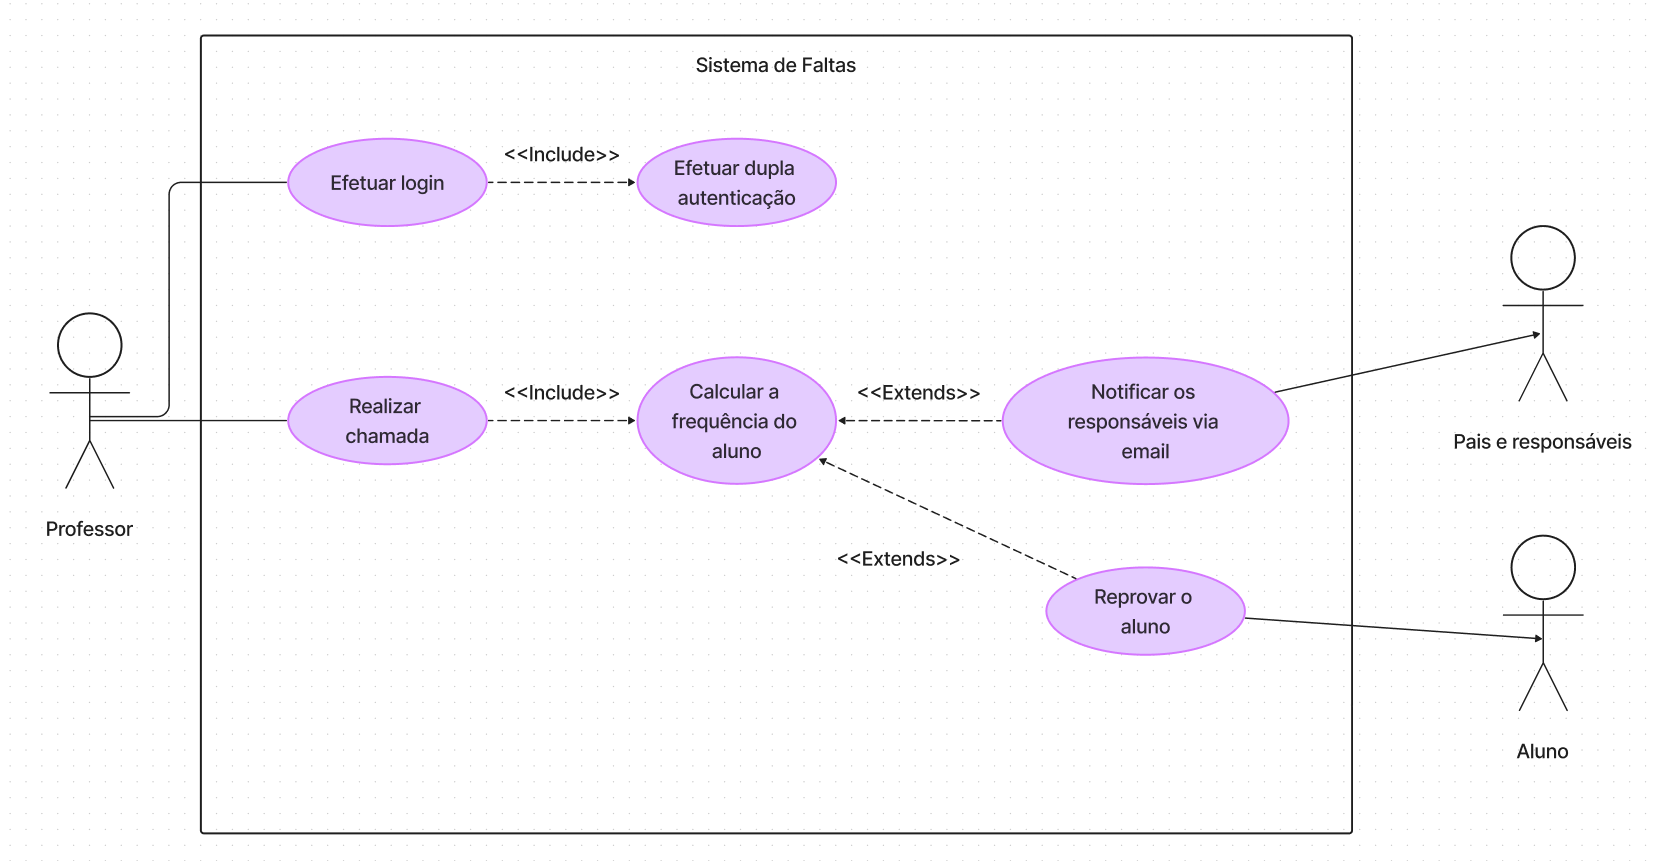 Sistema de Faltas
Efetuar login
<<Include>>
Efetuar dupla
autenticação
Professor
Realizar
chamada
<<Include>>
Calcular a
frequência do
aluno
<<Extends>>
Notificar os
responsáveis via
email
Pais e responsáveis
<<Extends>>
Reprovar o
aluno
Aluno